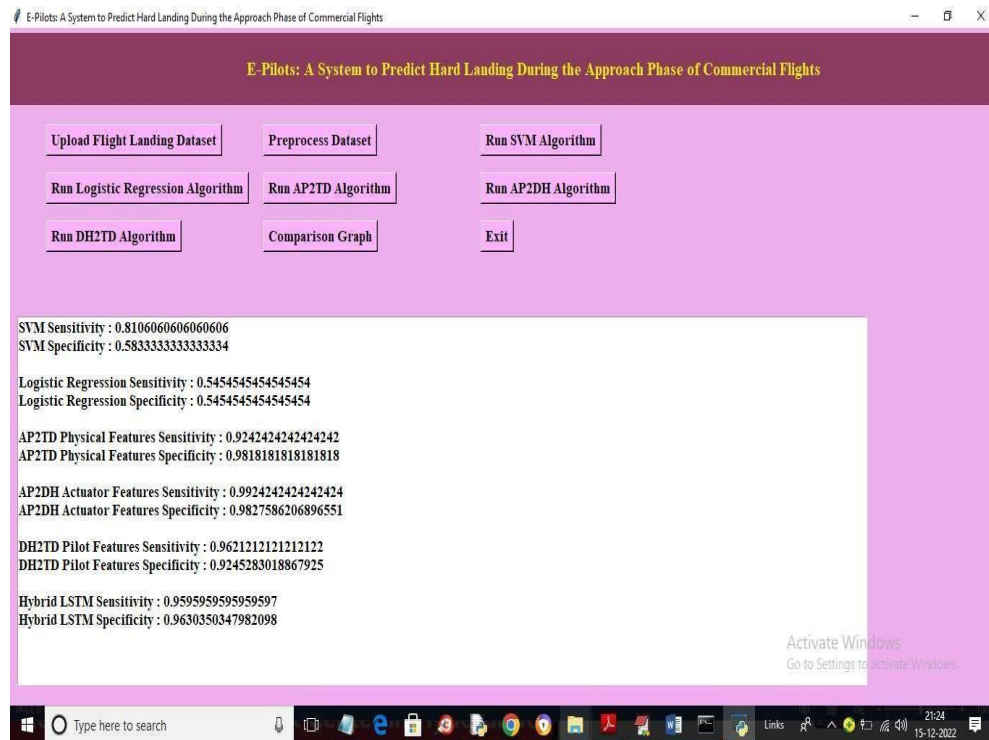 E-Pilots: A System to Predict Hard Landing During the Approach Phase of Commercial Flights
E-Pilots: A System to Predict Hard Landing During the Approach Phase of Commercial Flights
Upload Flight Landing Dataset
Preprocess Dataset
Run SVM Algorithm
Run Logistic Regression Algorithm
Run AP2TD Algorithm
Run AP2DH Algorithm
Run DH2TD Algorithm
Comparison Graph
Exit
SVM Sensitivity : 0.8106060606060606
SVM Specificity : 0.5833333333333334
Logistic Regression Sensitivity : 0.5454545454545454
Logistic Regression Specificity : 0.5454545454545454
AP2TD Physical Features Sensitivity : 0.9242424242424242
AP2TD Physical Features Specificity : 0.9818181818181818
AP2DH Actuator Features Sensitivity : 0.9924242424242424
AP2DH Actuator Features Specificity : 0.9827586206896551
DH2TD Pilot Features Sensitivity : 0.9621212121212122
DH2TD Pilot Features Specificity : 0.9245283018867925
Hybrid LSTM Sensitivity : 0.9595959595959597
Hybrid LSTM Specificity : 0.9630350347982098
Activate Windows
Go to Settings to activate Windows.
Type here to search
Links
21:24
15-12-2022